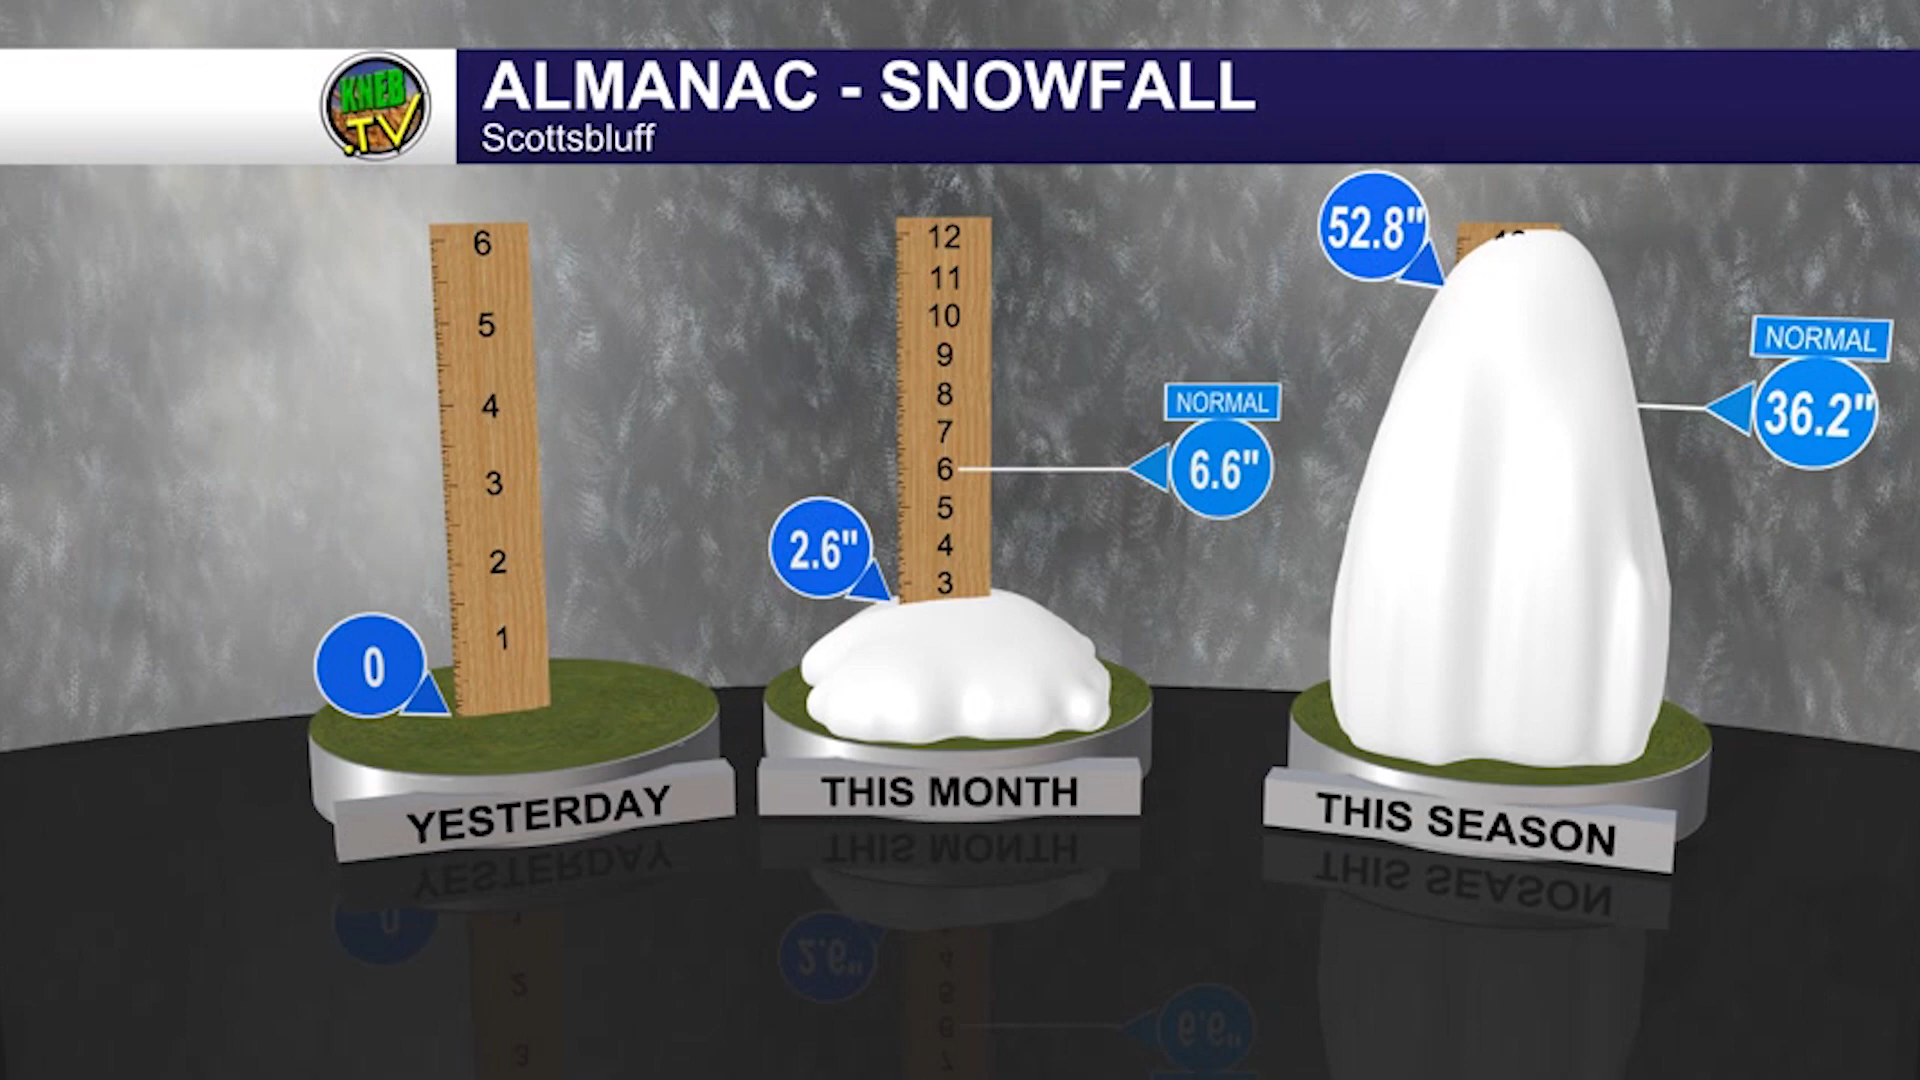 KNEB
.TV
ALMANAC - SNOWFALL
Scottsbluff
6
5
4
3
2
1
0
YESTERDAY
12
11
10
9
8
7
6
5
4
3
2.6"
NORMAL
6.6"
THIS MONTH
52.8"
NORMAL
36.2"
THIS SEASON